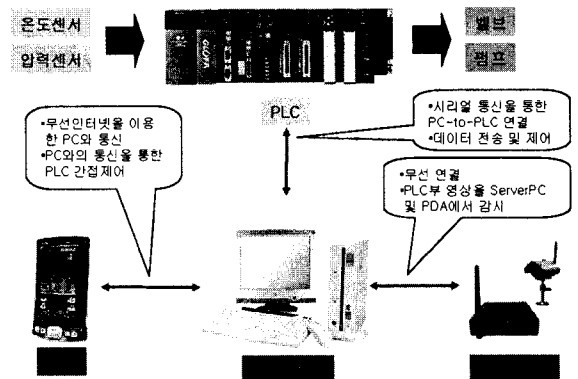 온도센서
압력센서
밸브
펌프
PLC
•무선인터넷을 이용
한 PC와 통신
•PC와의 통신을 통한
PLC 간접제어
•시리얼 통신을 통한
PC-to-PLC 연결
•데이터 전송 및 제어
•무선 연결
•PLC부 영상을 ServerPC
및 PDA에서 감시